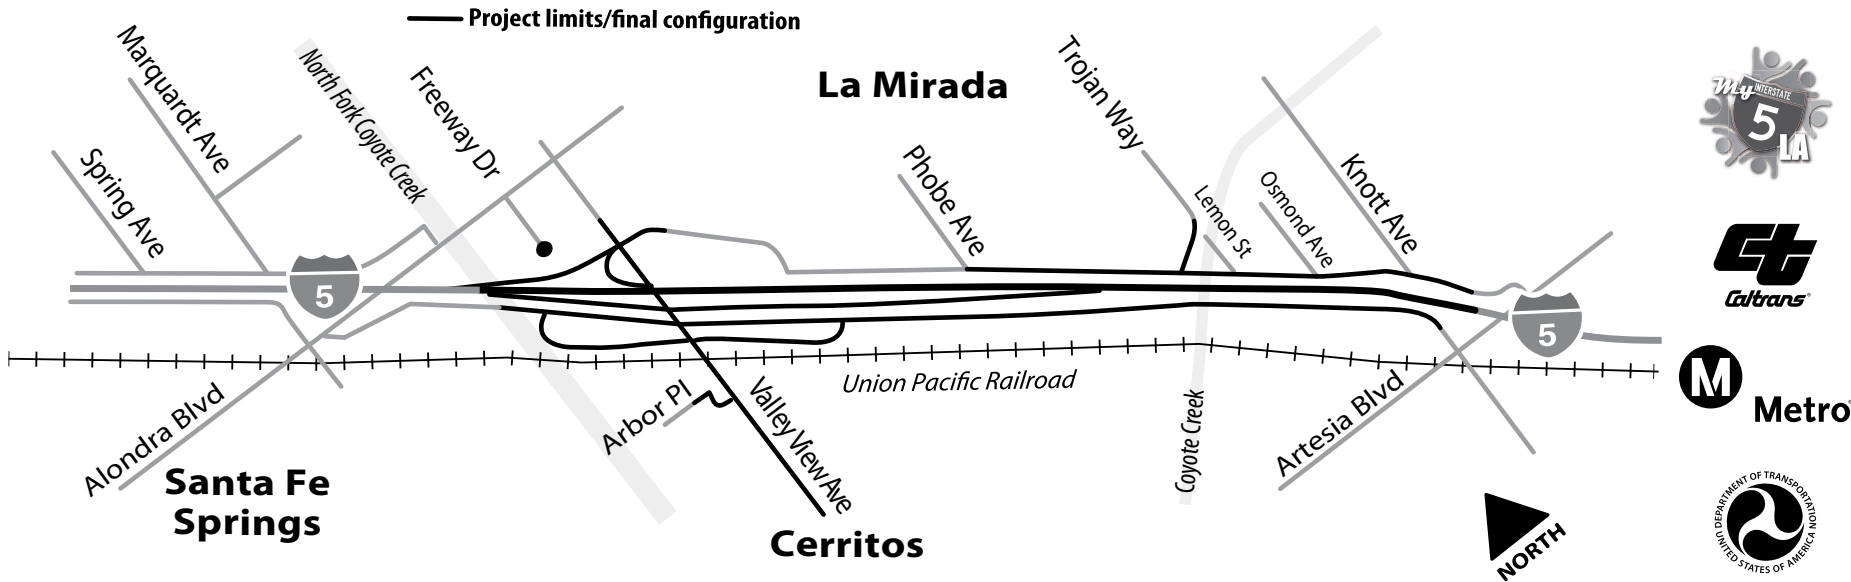 Project limits/final configuration
Marquardt Ave
Spring Ave
North Fork Coyote Creek
Freeway Dr
La Mirada
Phobe Ave
Trojan Way
Lemon St
Osmond Ave
Knott Ave
My
INTERSTATE
5
LA
Caltrans
5
5
Union Pacific Railroad
Alondra Blvd
Arbor Pl
Valley View Ave
Coyote Creek
Artesia Blvd
M
Metro
Santa Fe
Springs
Cerritos
NORTH
DEPARTMENT OF TRANSPORTATION
UNITED STATES OF AMERICA